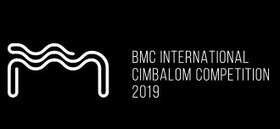 BMC INTERNATIONAL
CIMBALOM COMPETITION
2019